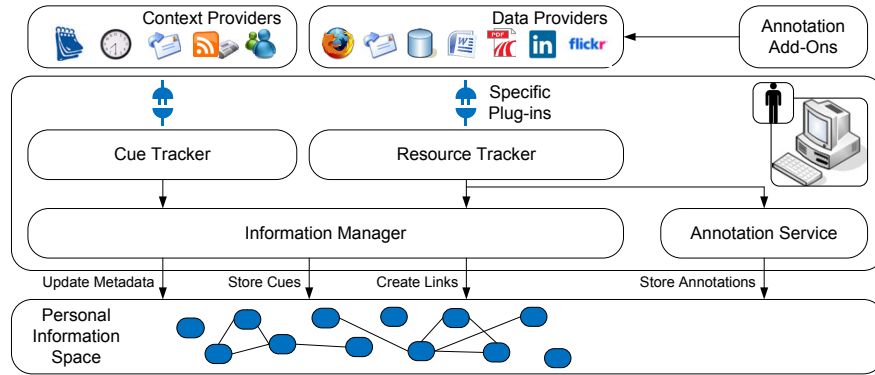 Context Providers
Data Providers
Annotation
Add-Ons
PDF
in
flickr
W
Specific
Plug-ins
Cue Tracker
Resource Tracker
Information Manager
Annotation Service
Update Metadata
Store Cues
Create Links
Store Annotations
Personal
Information
Space